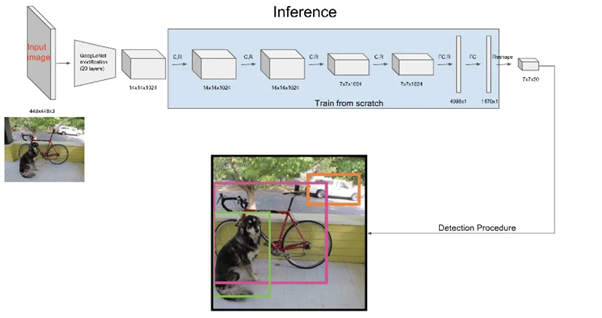 Inference
Input
image
GoogLeNet
modification
(20 layers)
C,R
C,R
C,R
C,R
FC,R
FC
Reshape
448x448x3
14x14x1024
14x14x1024
14x14x1024
7x7x1024
7x7x1024
4096x1
1470x1
7x7x30
Train from scratch
Detection Procedure